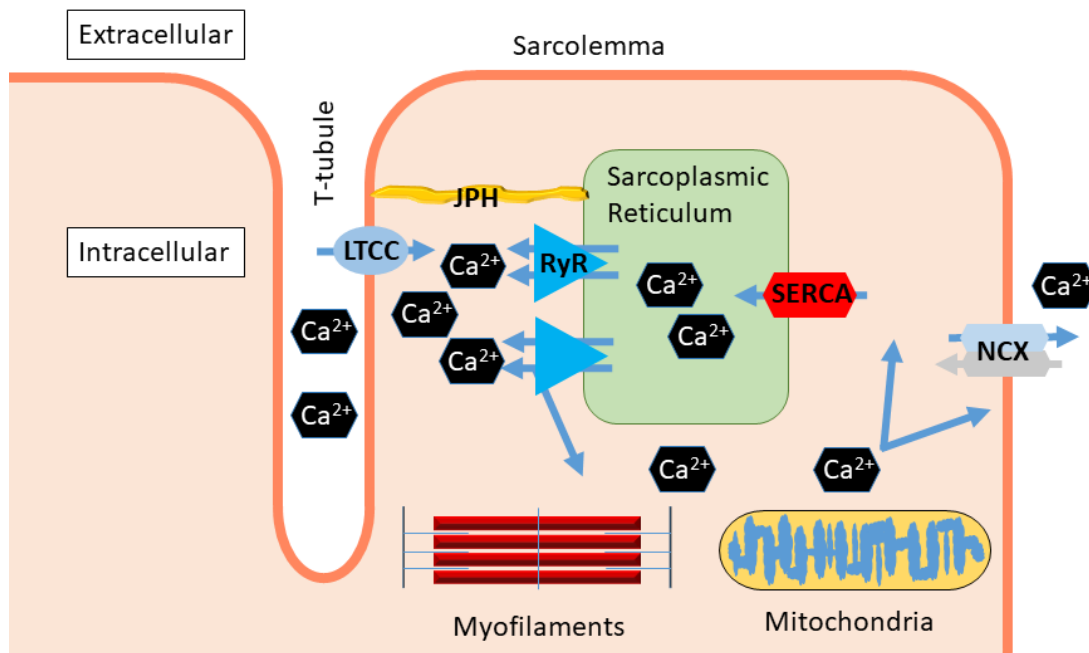 Extracellular
Sarcolemma
T-tubule
JPH
Sarcoplasmic
Reticulum
Intracellular
LTCC
Ca²⁺
RyR
Ca²⁺
SERCA
Ca²⁺
Ca²⁺
Ca²⁺
Ca²⁺
Ca²⁺
NCX
Ca²⁺
Ca²⁺
Ca²⁺
Myofilaments
Mitochondria